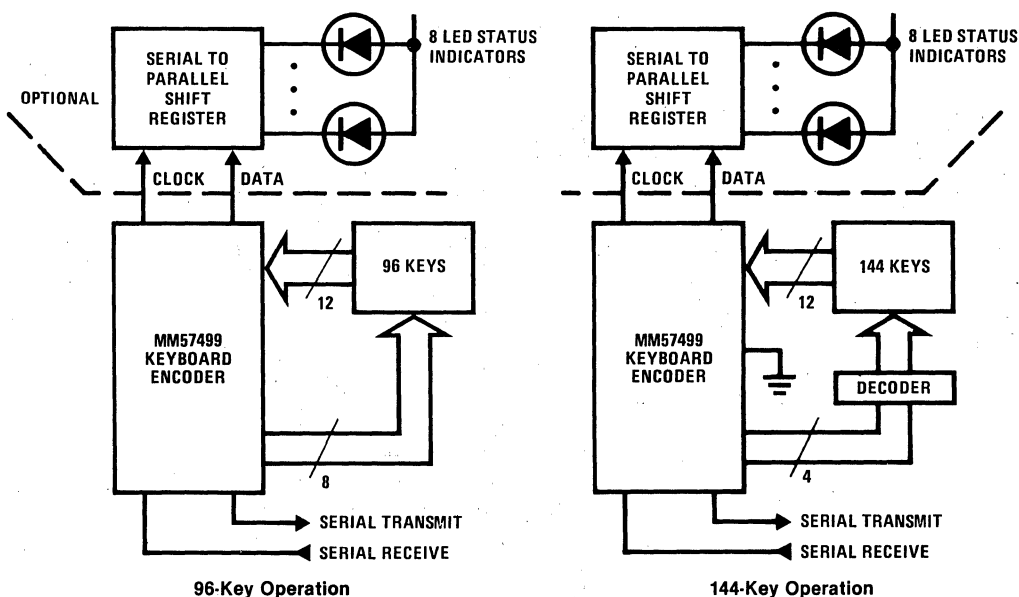 OPTIONAL
SERIAL TO
PARALLEL
SHIFT
REGISTER
8 LED STATUS
INDICATORS
CLOCK
DATA
MM57499
KEYBOARD
ENCODER
96 KEYS
12
8
SERIAL TRANSMIT
SERIAL RECEIVE
96-Key Operation
SERIAL TO
PARALLEL
SHIFT
REGISTER
8 LED STATUS
INDICATORS
CLOCK
DATA
MM57499
KEYBOARD
ENCODER
144 KEYS
12
DECODER
4
SERIAL TRANSMIT
SERIAL RECEIVE
144-Key Operation